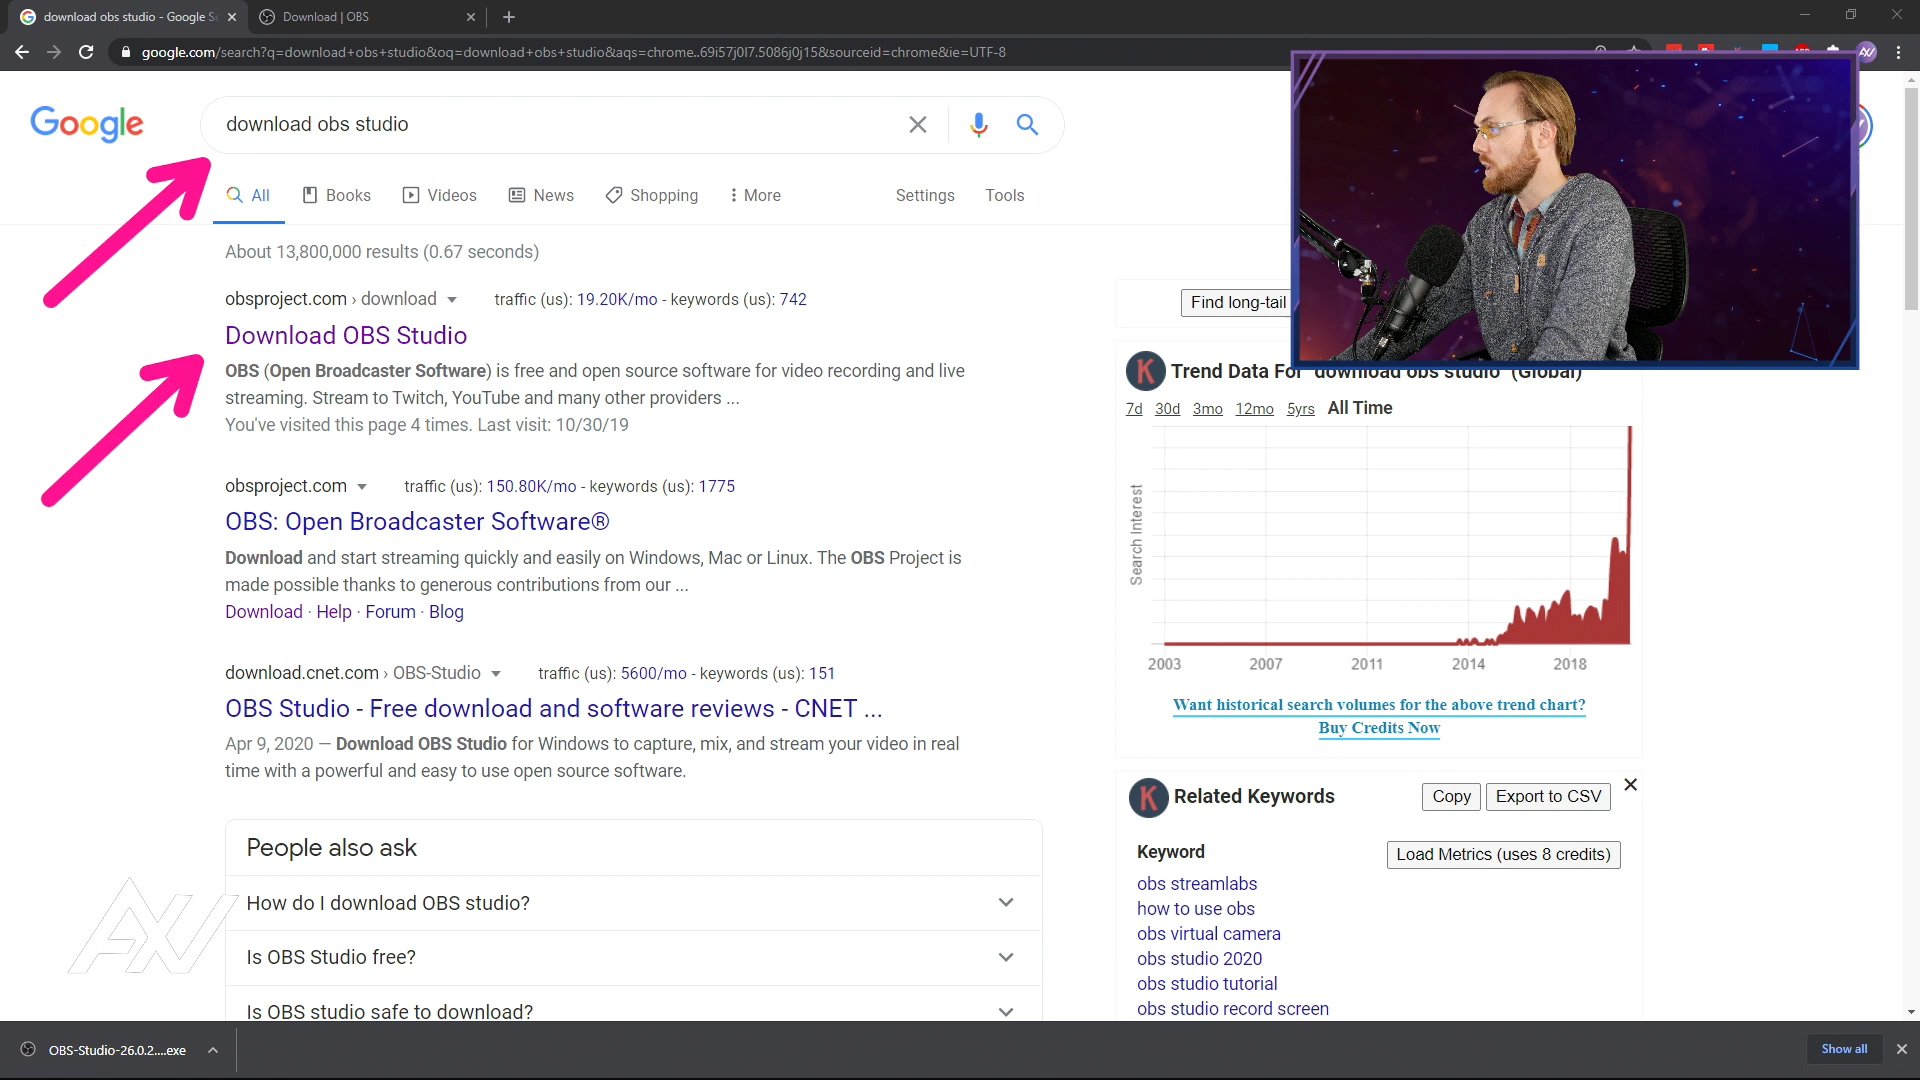 download obs studio - Google Se
Download | OBS
google.com/search?q=download+obs+studio&oq=download+obs+studio&aqs=chrome..69i57j0l7.5086j0j15&sourceid=chrome&ie=UTF-8
Google
download obs studio
All
Books
Videos
News
Shopping
More
Settings
Tools
About 13,800,000 results (0.67 seconds)
obsproject.com › download traffic (us): 19.20K/mo - keywords (us): 742
Download OBS Studio
OBS (Open Broadcaster Software) is free and open source software for video recording and live
streaming. Stream to Twitch, YouTube and many other providers ...
You've visited this page 4 times. Last visit: 10/30/19
obsproject.com traffic (us): 150.80K/mo - keywords (us): 1775
OBS: Open Broadcaster Software®
Download and start streaming quickly and easily on Windows, Mac or Linux. The OBS Project is
made possible thanks to generous contributions from our ...
Download · Help · Forum · Blog
download.cnet.com › OBS-Studio traffic (us): 5600/mo - keywords (us): 151
OBS Studio - Free download and software reviews - CNET ...
Apr 9, 2020 — Download OBS Studio for Windows to capture, mix, and stream your video in real
time with a powerful and easy to use open source software.
People also ask
How do I download OBS studio?
Is OBS Studio free?
Is OBS studio safe to download?
Find long-tail
K Trend Data For "download obs studio" (Global)
7d 30d 3mo 12mo 5yrs All Time
Search Interest
2003 2007 2011 2014 2018
Want historical search volumes for the above trend chart?
Buy Credits Now
K Related Keywords
Copy
Export to CSV
Keyword
Load Metrics (uses 8 credits)
obs streamlabs
how to use obs
obs virtual camera
obs studio 2020
obs studio tutorial
obs studio record screen
AXV
OBS-Studio-26.0.2....exe
Show all